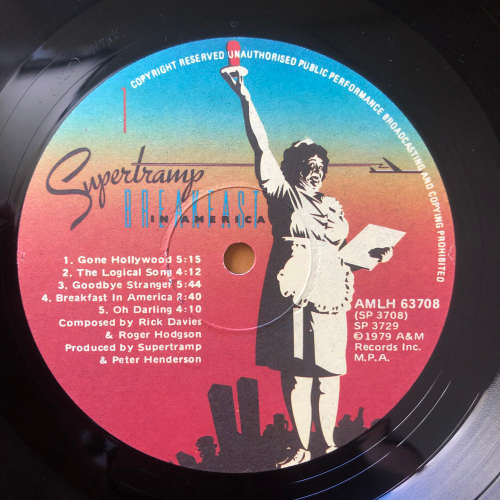 COPYRIGHT RESERVED UNAUTHORISED PUBLIC PERFORMANCE BROADCASTING AND COPYING PROHIBITED
1
Supertramp
BREAKFAST
IN AMERICA
1. Gone Hollywood 5:15
2. The Logical Song 4:12
3. Goodbye Stranger 5:44
4. Breakfast In America 2:40
5. Oh Darling 4:10
Composed by Rick Davies
& Roger Hodgson
Produced by Supertramp
& Peter Henderson
AMLH 63708
(SP 3708)
SP 3729
©1979 A&M
Records Inc.
M.P.A.